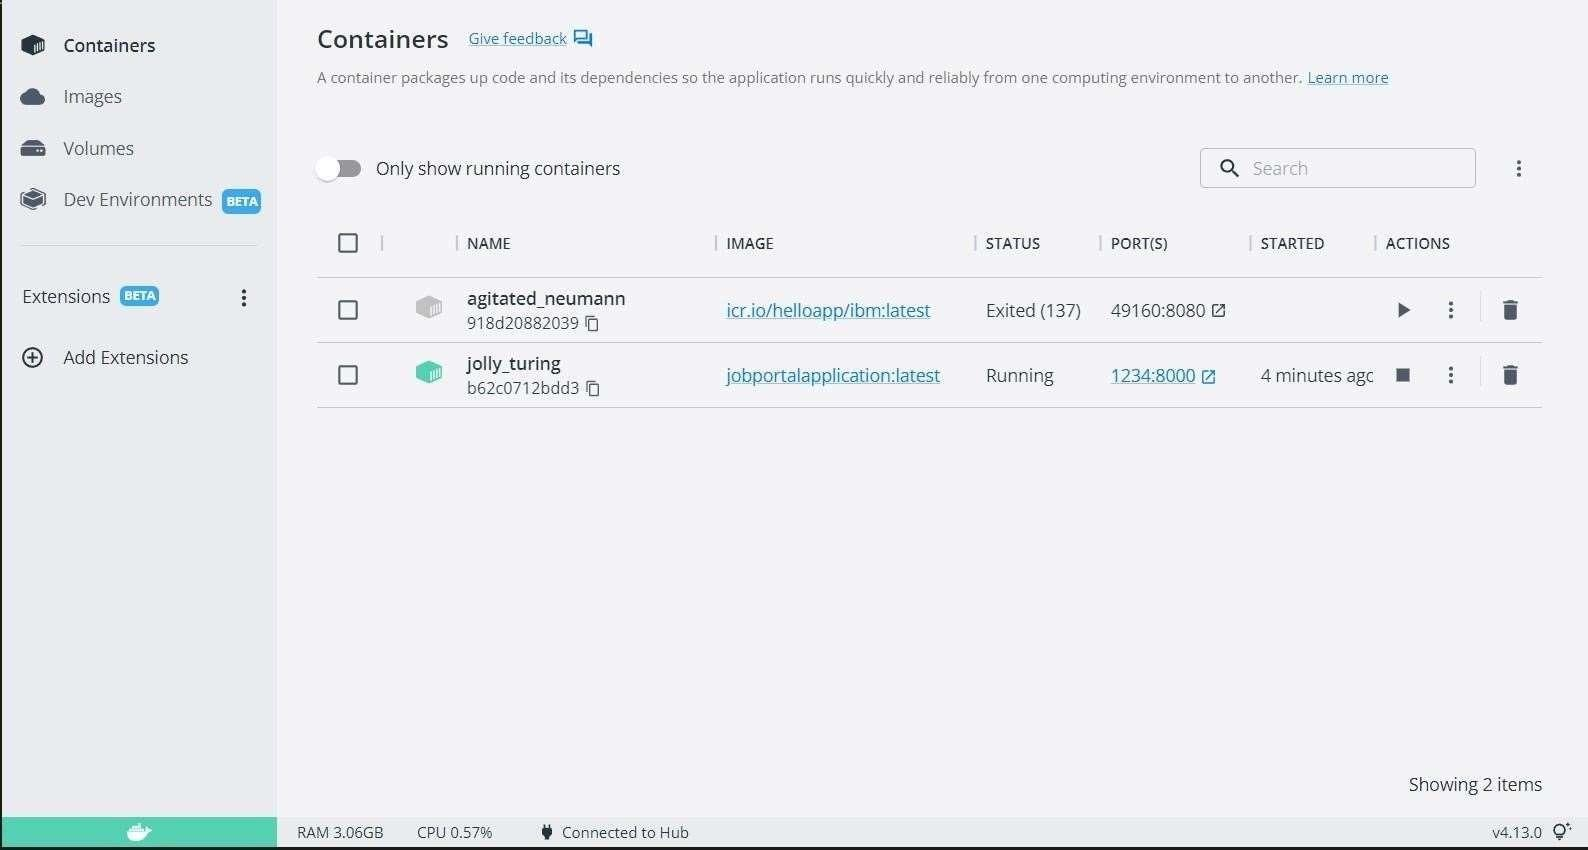 Containers
Images
Volumes
Dev Environments BETA
Extensions BETA
Add Extensions
Containers Give feedback
A container packages up code and its dependencies so the application runs quickly and reliably from one computing environment to another. Learn more
Only show running containers
Search
NAME IMAGE STATUS PORT(S) STARTED ACTIONS
agitated_neumann
918d20882039
icr.io/helloapp/ibm:latest Exited (137) 49160:8080
jolly_turing
b62c0712bdd3
jobportalapplication:latest Running 1234:8000 4 minutes agc
Showing 2 items
RAM 3.06GB CPU 0.57% Connected to Hub v4.13.0